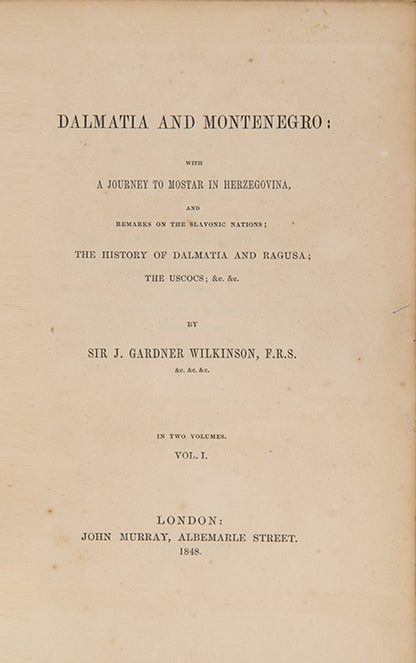 DALMATIA AND MONTENEGRO:
WITH
A JOURNEY TO MOSTAR IN HERZEGOVINA,
AND
REMARKS ON THE SLAVONIC NATIONS;
THE HISTORY OF DALMATIA AND RAGUSA;
THE USCOCS; &c. &c.
BY
SIR J. GARDNER WILKINSON, F.R.S.
&c. &c. &c.
IN TWO VOLUMES.
VOL. I.
LONDON:
JOHN MURRAY, ALBEMARLE STREET.
1848.